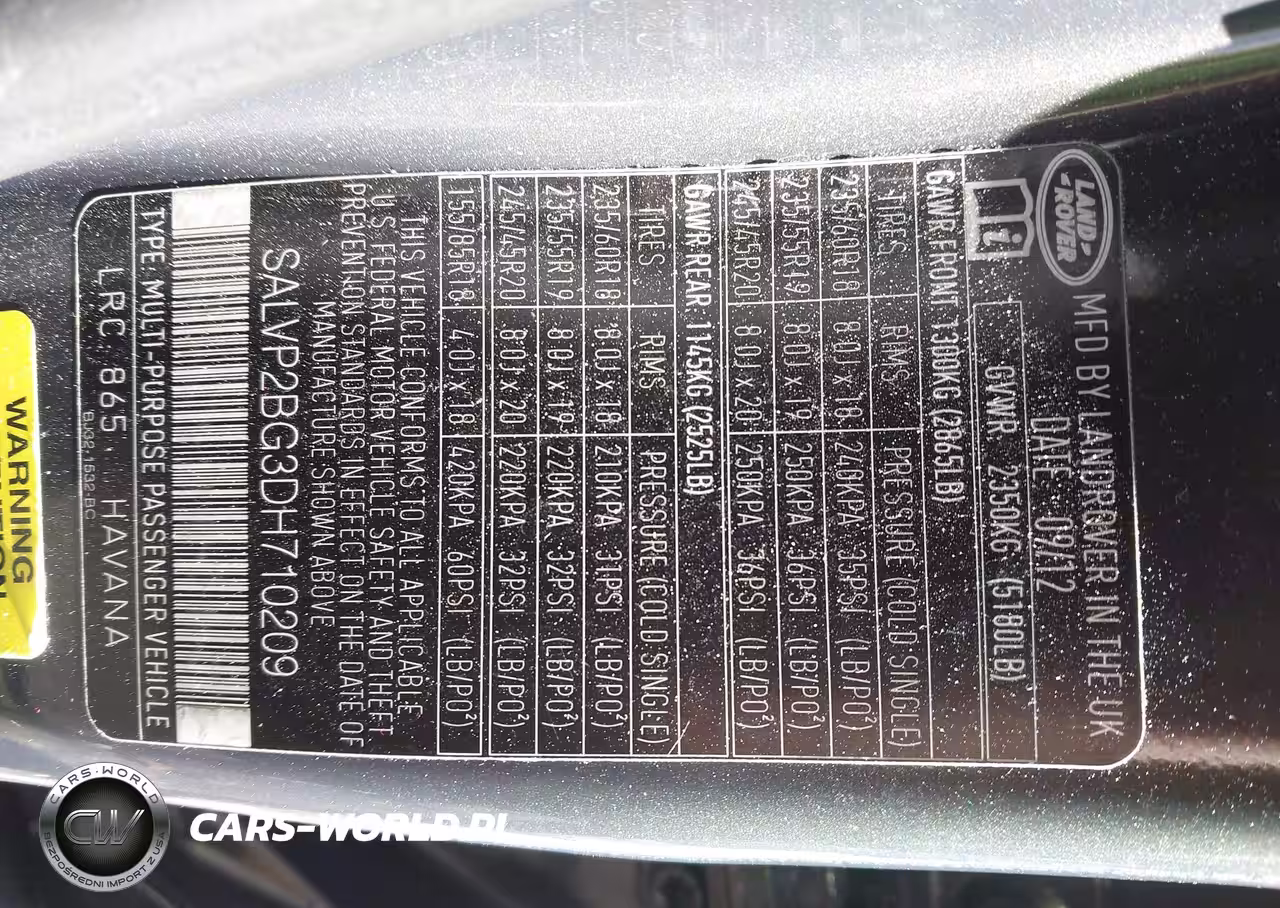 LAND ROVER
MFD BY LANDROVER IN THE UK
DATE 09/12
i
GVWR 2350KG (5180LB)
GAWR FRONT 1300KG (2865LB)
TIRES RIMS PRESSURE (COLD SINGLE)
235/60R18 8.0J x 18 240KPA 35PSI (LB/PO²)
235/55R19 8.0J x 19 250KPA 36PSI (LB/PO²)
245/45R20 8.0J x 20 250KPA 36PSI (LB/PO²)
GAWR REAR 1145KG (2525LB)
TIRES RIMS PRESSURE (COLD SINGLE)
235/60R18 8.0J x 18 210KPA 31PSI (LB/PO²)
235/55R19 8.0J x 19 220KPA 32PSI (LB/PO²)
245/45R20 8.0J x 20 220KPA 32PSI (LB/PO²)
155/85R18 4.0J x 18 420KPA 60PSI (LB/PO²)
THIS VEHICLE CONFORMS TO ALL APPLICABLE
U S FEDERAL MOTOR VEHICLE SAFETY AND THEFT
PREVENTION STANDARDS IN EFFECT ON THE DATE OF
MANUFACTURE SHOWN ABOVE
SALVP2BG3DH710209
TYPE:MULTI-PURPOSE PASSENGER VEHICLE
LRC 865 HAVANA
WARNING
CARS-WORLD
CW
BEZPOŚREDNI IMPORT Z USA
CARS-WORLD.PL